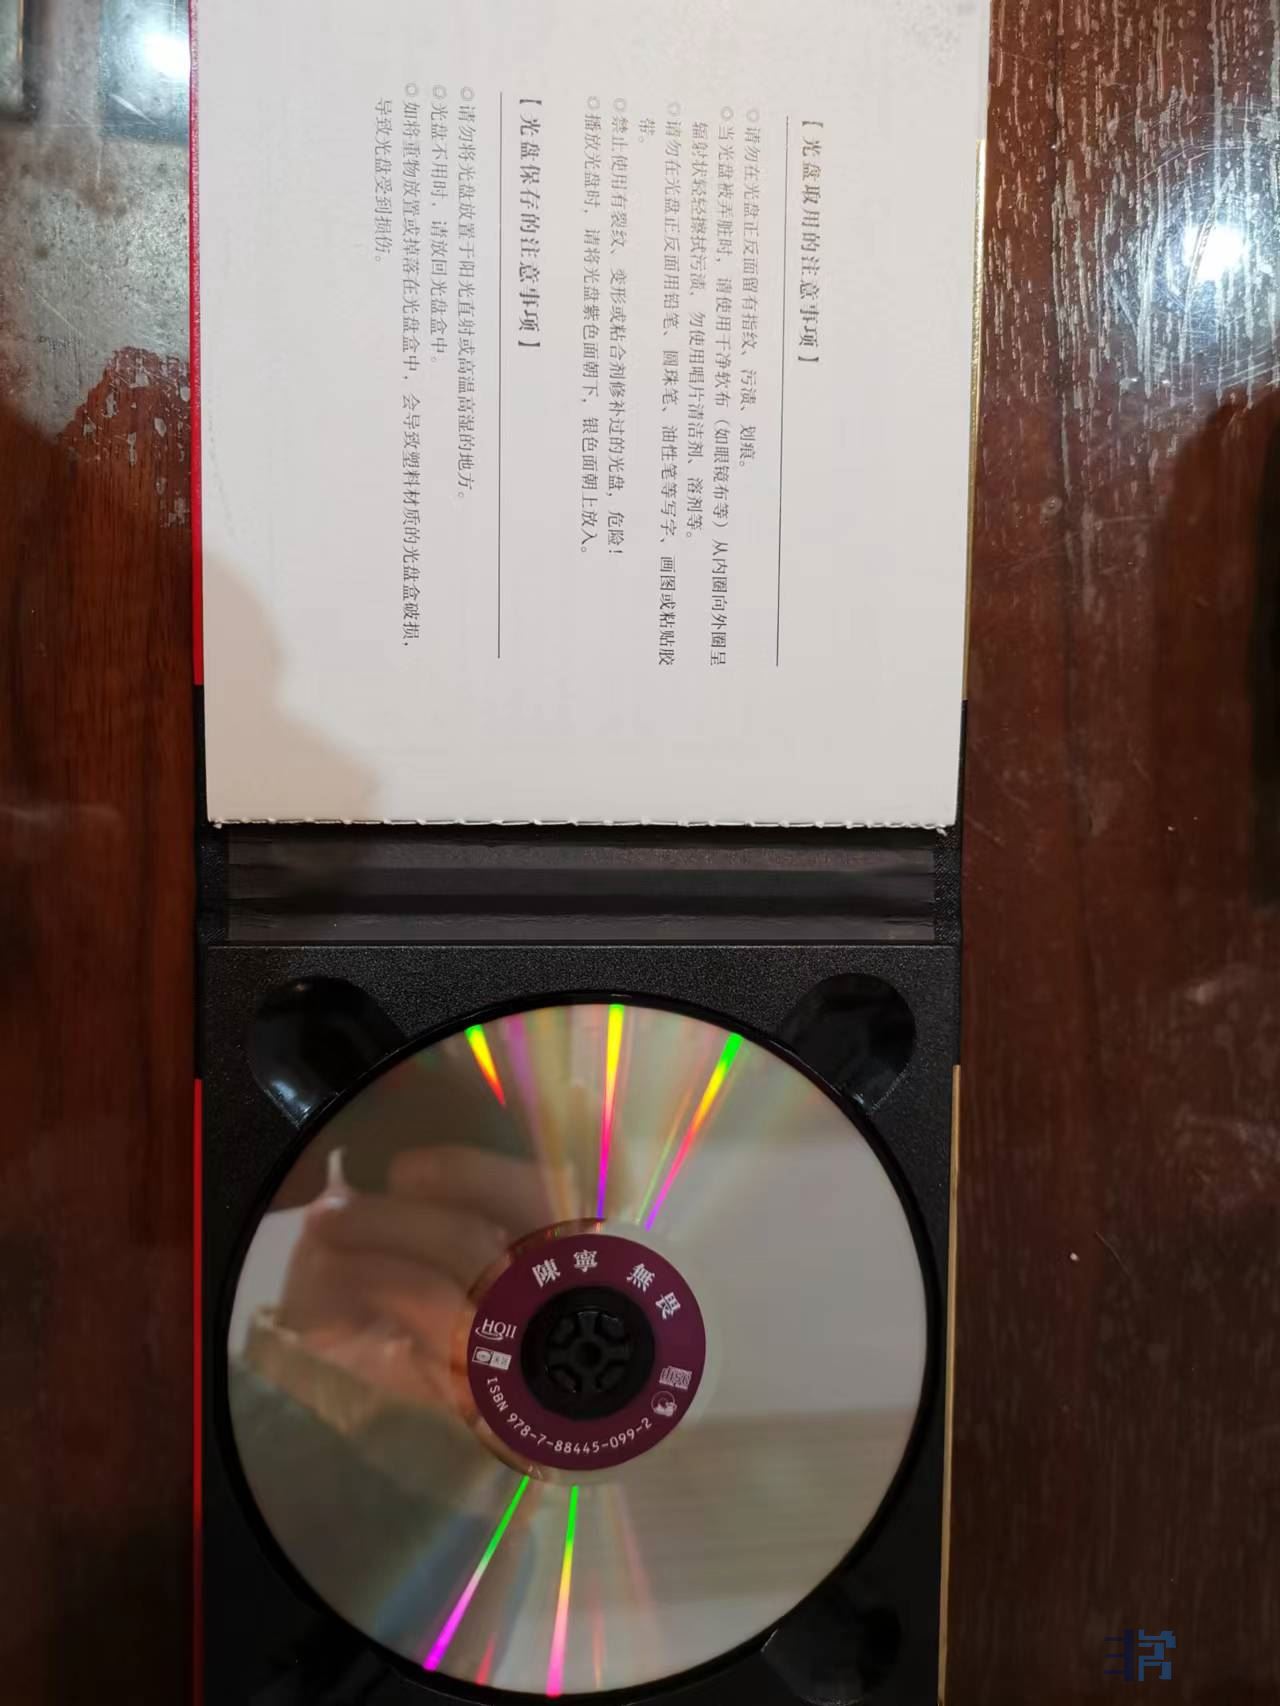 【光盘取用的注意事项】
◎请勿在光盘正反面留有指纹、污渍、划痕。
◎当光盘被弄脏时，请使用干净软布（如眼镜布等）从内圈向外圈呈
辐射状轻轻擦拭污渍，勿使用唱片清洁剂、溶剂等。
◎请勿在光盘正反面用铅笔、圆珠笔、油性笔等写字、画图或粘贴胶
带。
◎禁止使用有裂纹、变形或粘合剂修补过的光盘，危险！
◎播放光盘时，请将光盘紫色面朝下，银色面朝上放入。
【光盘保存的注意事项】
◎请勿将光盘放置于阳光直射或高温高湿的地方。
◎光盘不用时，请放回光盘盒中。
◎如将重物放置或掉落在光盘盒中，会导致塑料材质的光盘盒破损，
导致光盘受到损伤。
陳寧 無畏
HQII
disc
ISBN 978-7-88445-099-2